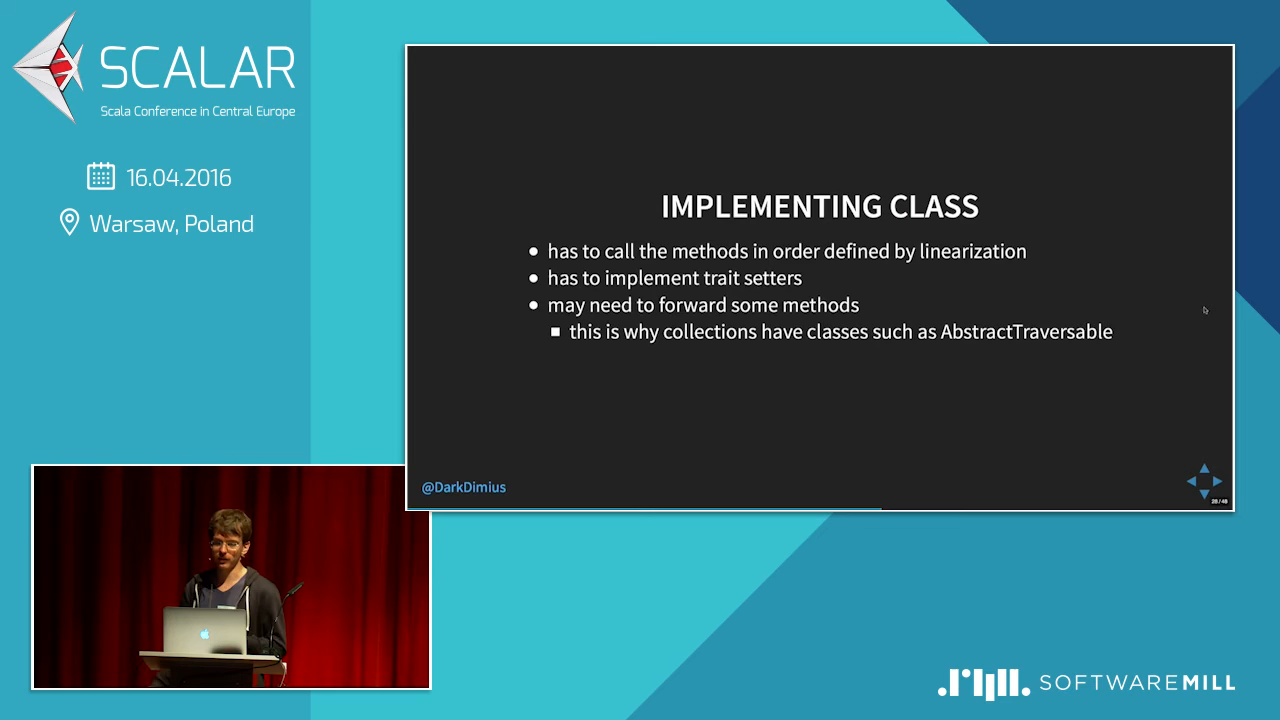 SCALAR
Scala Conference in Central Europe
16.04.2016
Warsaw, Poland
IMPLEMENTING CLASS
has to call the methods in order defined by linearization
has to implement trait setters
may need to forward some methods
this is why collections have classes such as AbstractTraversable
@DarkDimius
SOFTWAREMILL